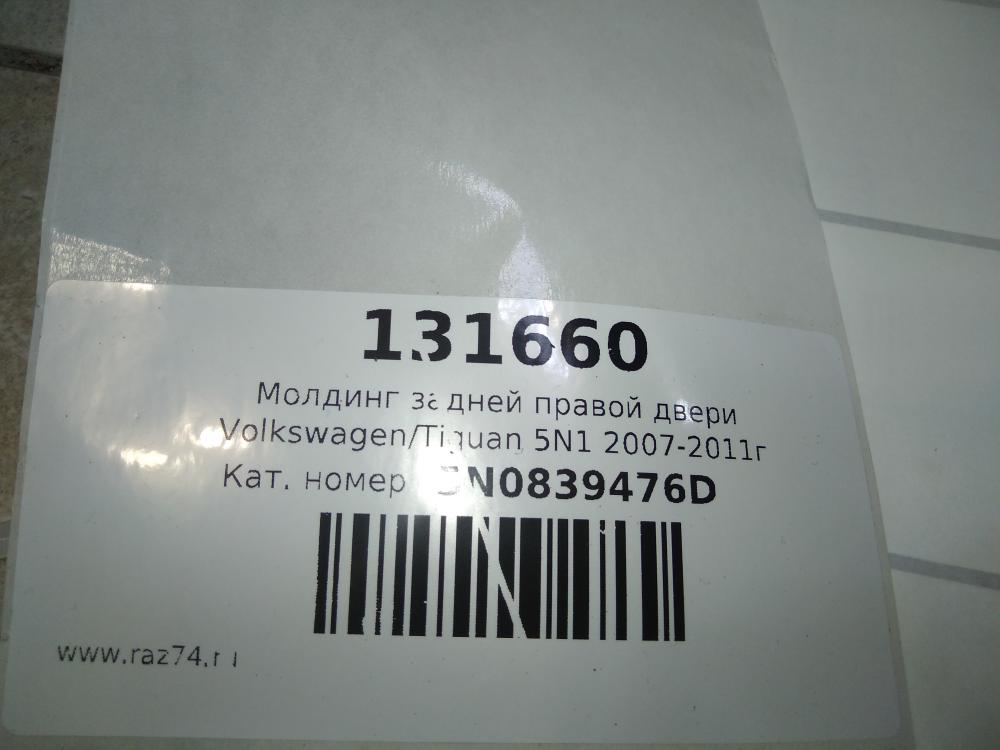 131660
Молдинг задней правой двери
Volkswagen/Tiguan 5N1 2007-2011г
Кат. номер 5N0839476D
www.raz74.ru